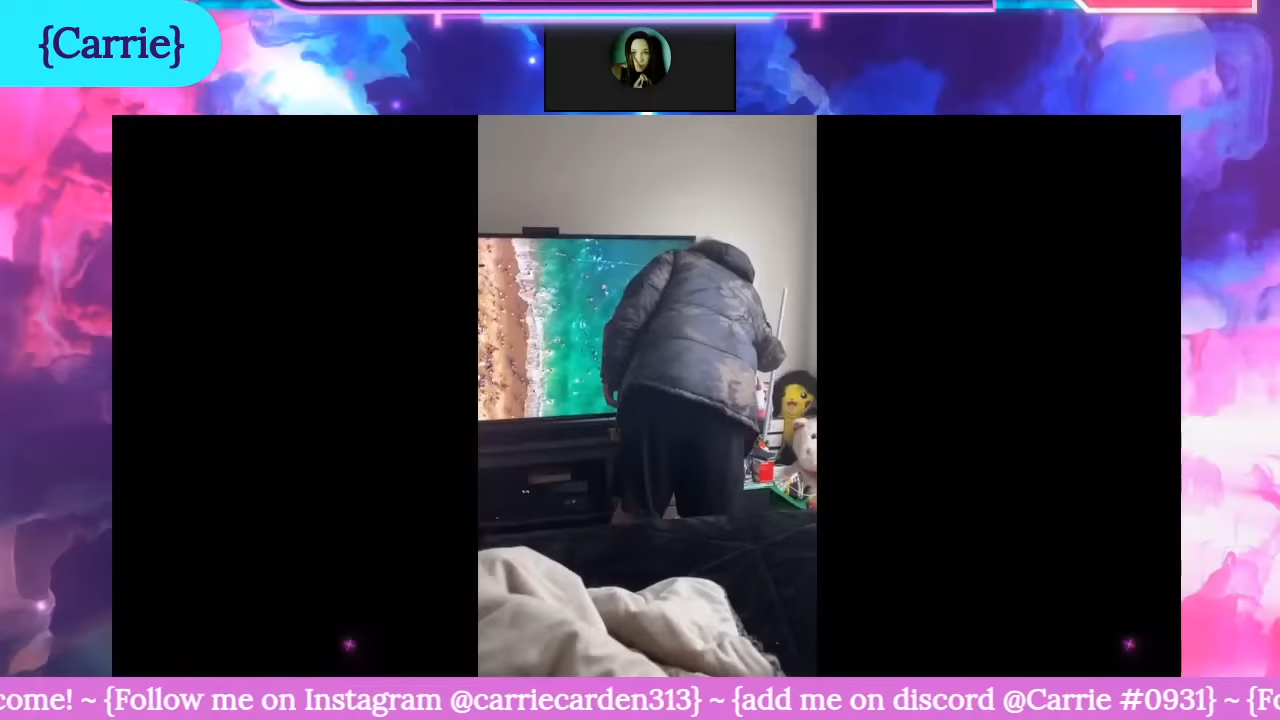 {Carrie}
come! ~ {Follow me on Instagram @carriecarden313} ~ {add me on discord @Carrie #0931} ~ {Fo